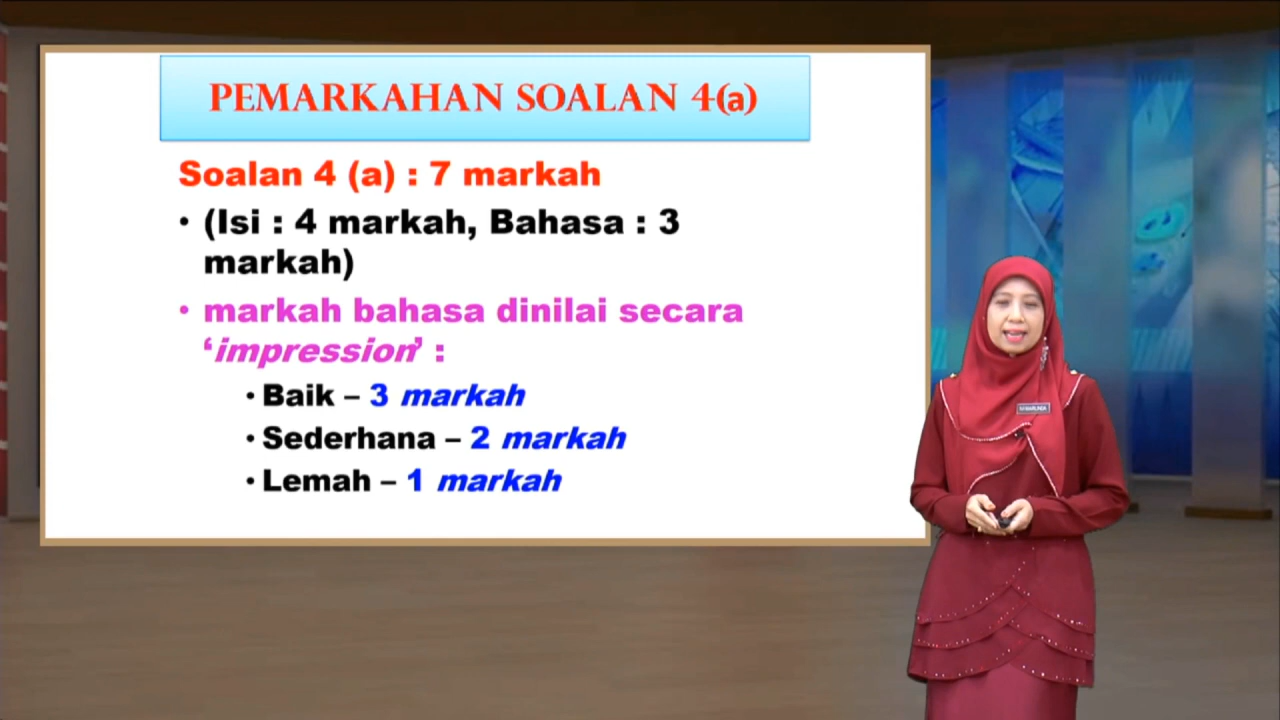 PEMARKAHAN SOALAN 4(a)
Soalan 4 (a) : 7 markah
• (Isi : 4 markah, Bahasa : 3
markah)
• markah bahasa dinilai secara
‘impression’ :
• Baik – 3 markah
• Sederhana – 2 markah
• Lemah – 1 markah